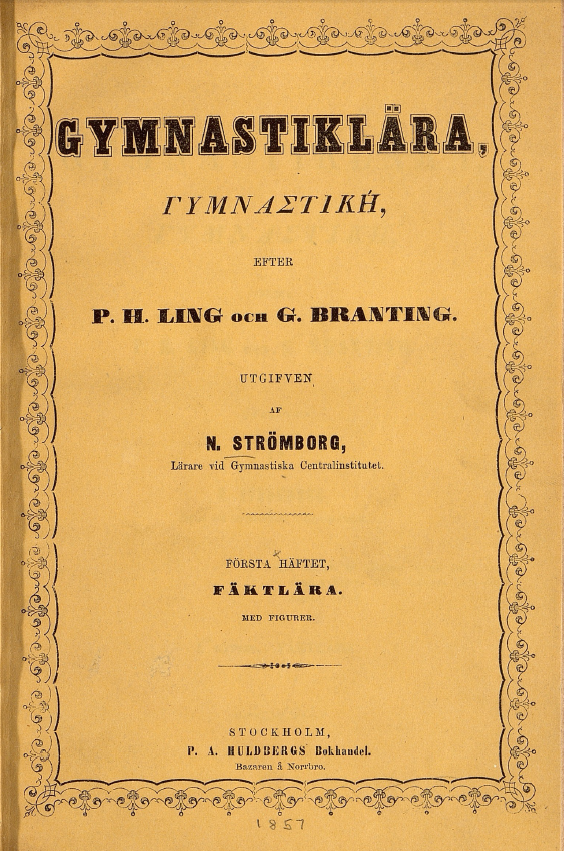 GYMNASTIKLÄRA,
ΓΥΜΝΑΣΤΙΚΉ,
EFTER
P. H. LING OCH G. BRANTING.
UTGIFVEN
AF
N. STRÖMBORG,
Lärare vid Gymnastiska Centralinstitutet.
FÖRSTA HÄFTET,
FÄKTLÄRA.
MED FIGURER.
STOCKHOLM,
P. A. HULDBERGS Bokhandel.
Bazaren å Norrbro.
1857